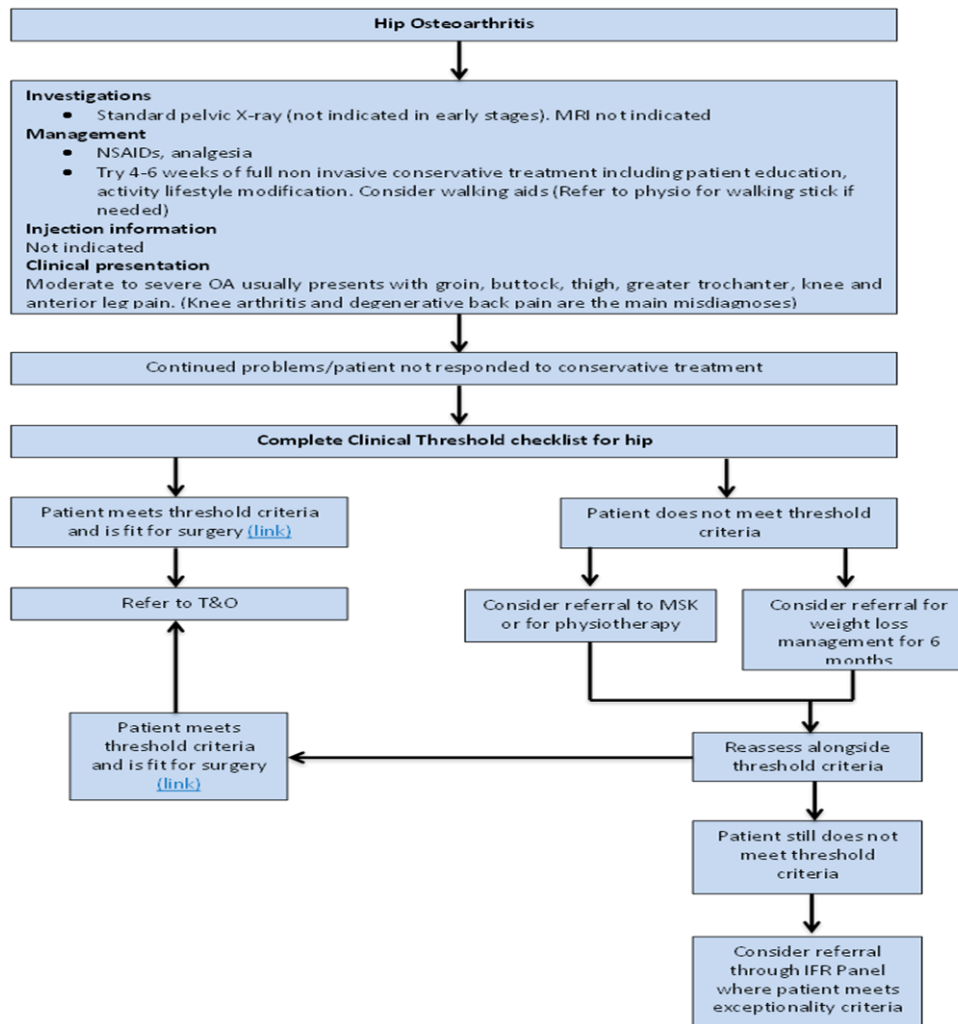 Hip Osteoarthritis
Investigations
• Standard pelvic X-ray (not indicated in early stages). MRI not indicated
Management
• NSAIDs, analgesia
• Try 4-6 weeks of full non invasive conservative treatment including patient education,
activity lifestyle modification. Consider walking aids (Refer to physio for walking stick if
needed)
Injection information
Not indicated
Clinical presentation
Moderate to severe OA usually presents with groin, buttock, thigh, greater trochanter, knee and
anterior leg pain. (Knee arthritis and degenerative back pain are the main misdiagnoses)
Continued problems/patient not responded to conservative treatment
Complete Clinical Threshold checklist for hip
Patient meets threshold criteria
and is fit for surgery (link)
Patient does not meet threshold
criteria
Refer to T&O
Consider referral to MSK
or for physiotherapy
Consider referral for
weight loss
management for 6
months
Patient meets
threshold criteria
and is fit for surgery
(link)
Reassess alongside
threshold criteria
Patient still does not
meet threshold
criteria
Consider referral
through IFR Panel
where patient meets
exceptionality criteria